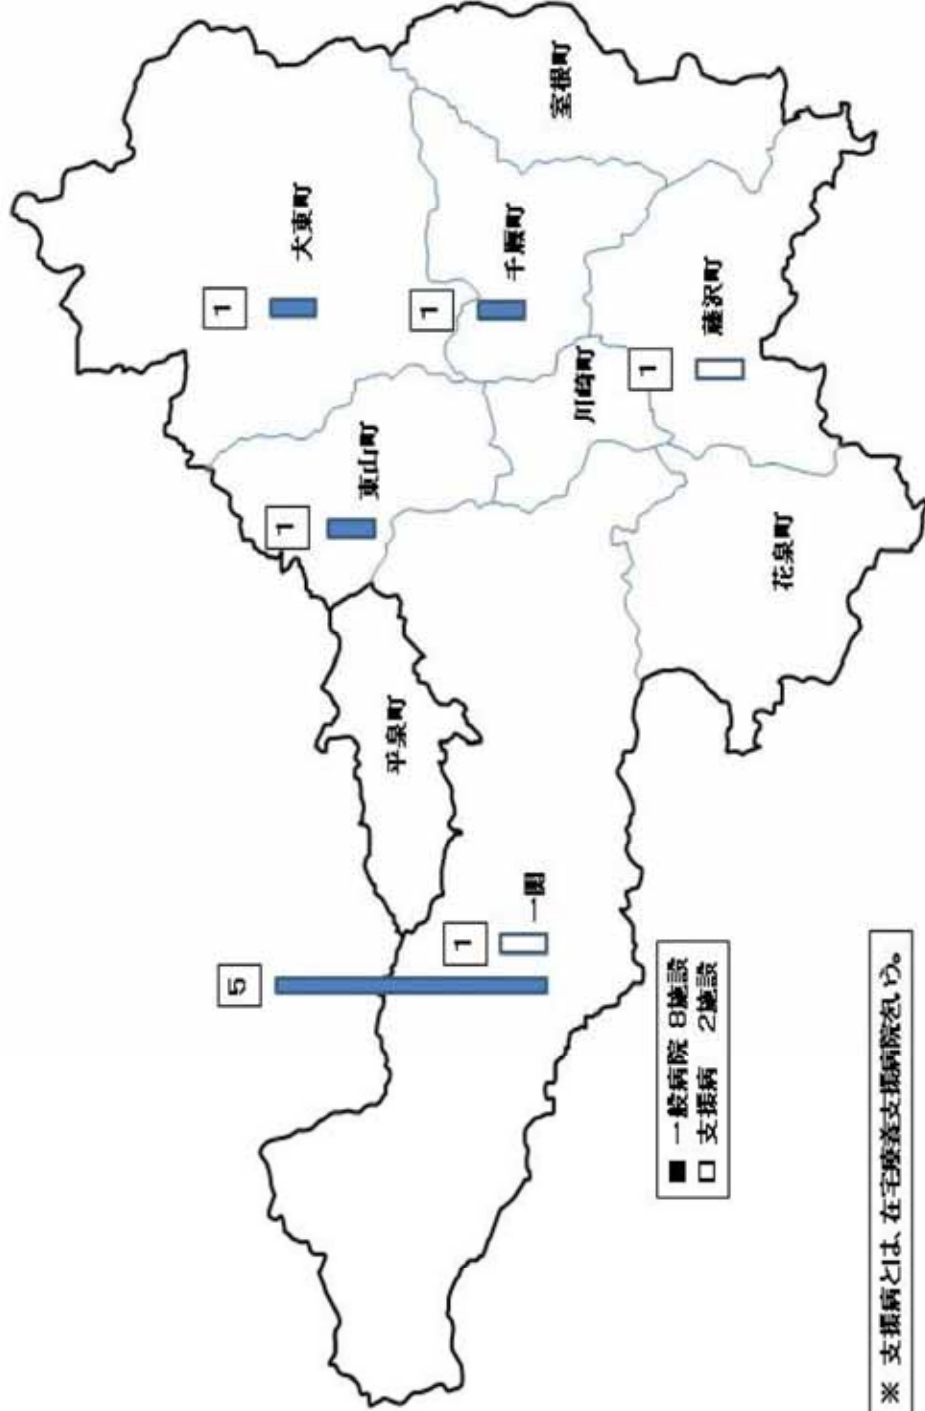 1
大東町
室根町
1
千厩町
1
東山町
川崎町
1
藤沢町
平泉町
花泉町
5
1
一関
■ 一般病院 8施設
□ 支援病 2施設
※ 支援病とは、在宅療養支援病院をいう。